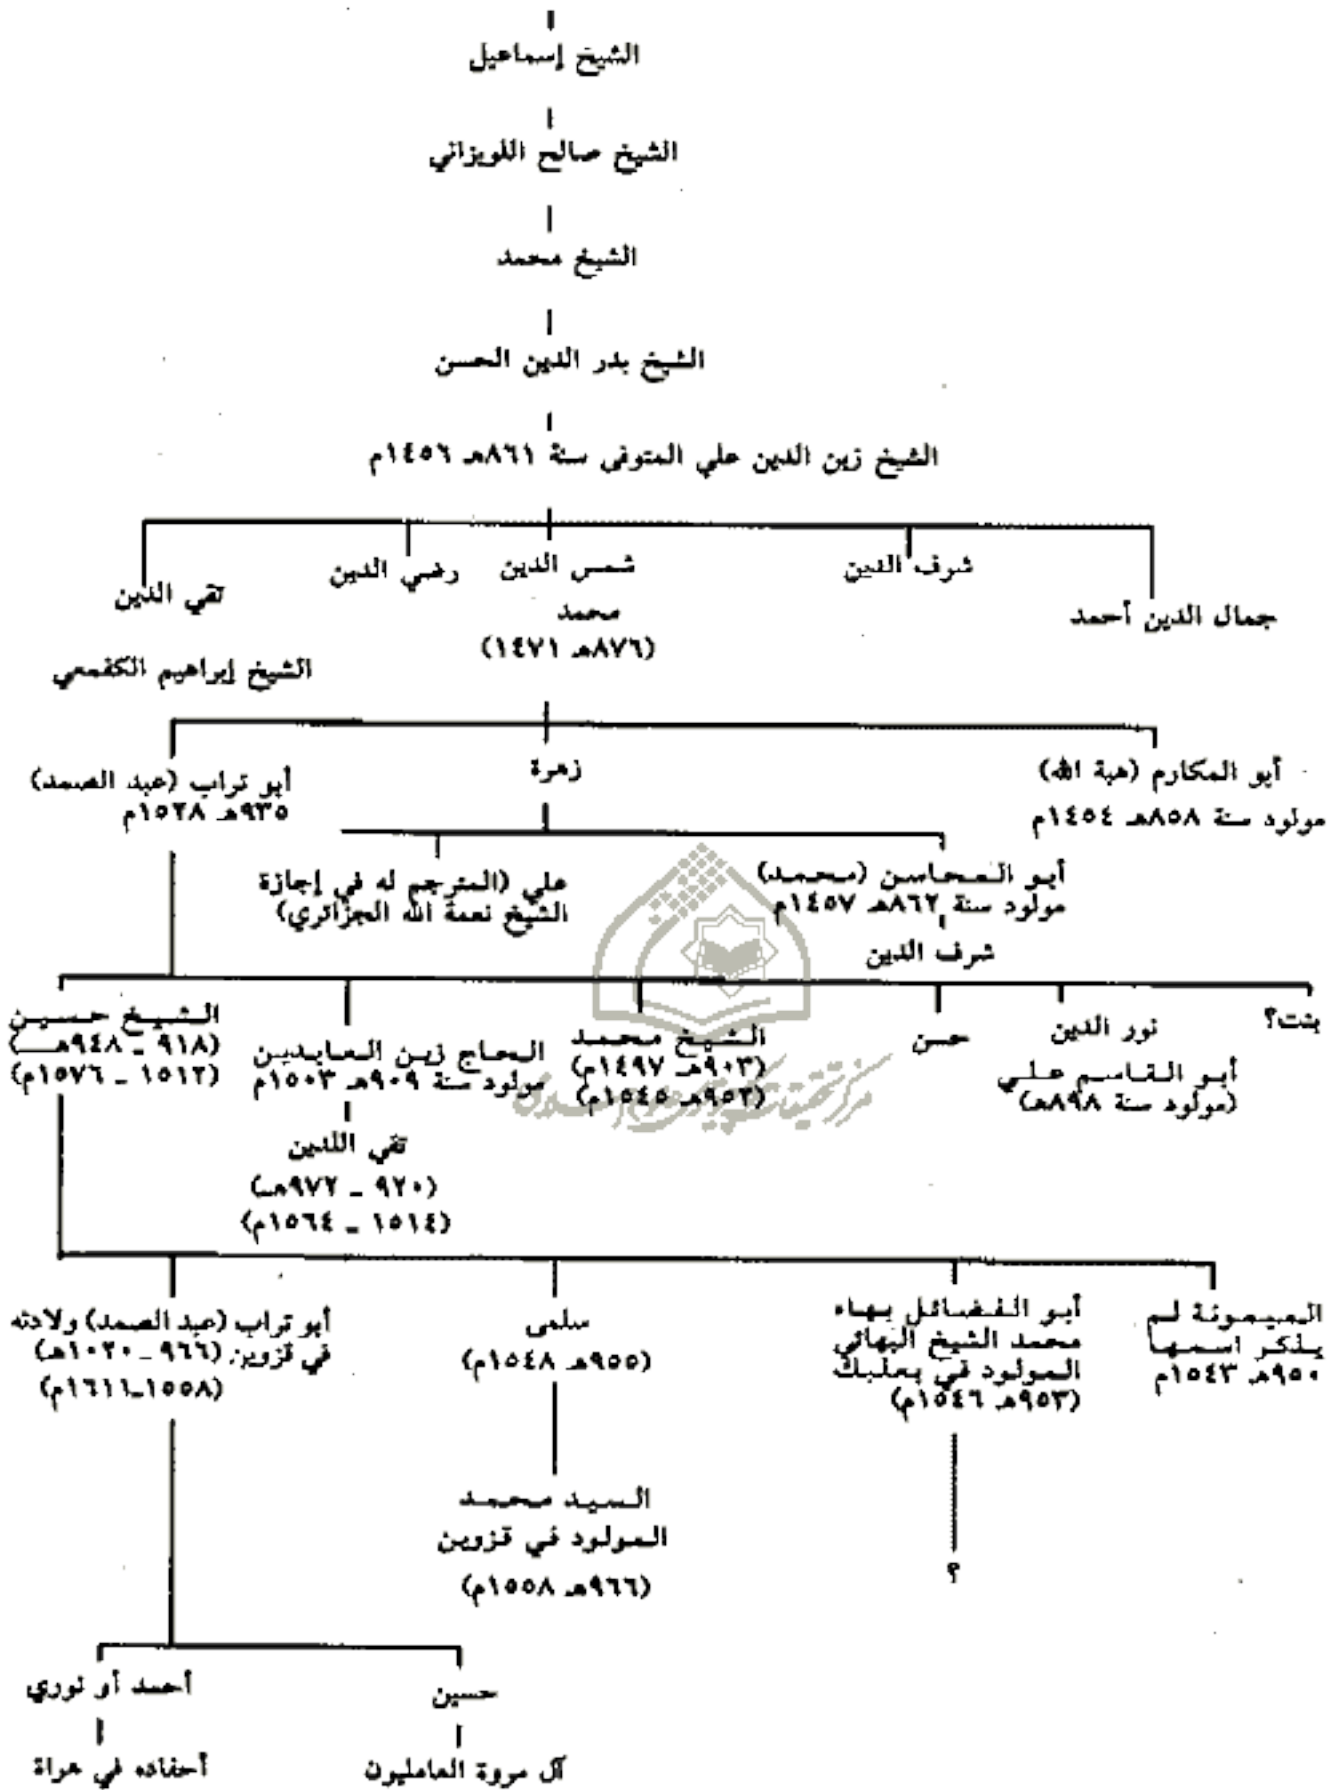 الشيخ إسماعيل
الشيخ صالح اللويزاني
الشيخ محمد
الشيخ بدر الدين الحسن
الشيخ زين الدين علي المتوفى سنة ٨٦١هـ ١٤٥٦م
جمال الدين أحمد
شرف الدين
شمس الدين
محمد
(٨٧٦هـ ١٤٧١)
رضي الدين
تقي الدين
الشيخ إبراهيم الكفعمي
أبو المكارم (هبة الله)
مولود سنة ٨٥٨هـ ١٤٥٤م
زهرة
أبو تراب (عبد الصمد)
٩٣٥هـ ١٥٢٨م
أبو المحاسن (محمد)
مولود سنة ٨٦٢هـ ١٤٥٧م
شرف الدين
علي (المترجم له في إجازة
الشيخ نعمة الله الجزائري)
بنت؟
نور الدين
أبو القاسم علي
(مولود سنة ٨٩٨هـ)
حسن
الشيخ محمد
(٩٠٣هـ ١٤٩٧م)
(٩٥٢هـ ١٥٤٥م)
الحاج زين العابدين
مولود سنة ٩٠٩هـ ١٥٠٣م
تقي الدين
(٩٢٠ - ٩٧٢هـ)
(١٥١٤ - ١٥٦٤م)
الشيخ حسين
(٩١٨ - ٩٤٨هـ)
(١٥١٢ - ١٥٧٦م)
الميمونة لم
يذكر اسمها
٩٥٠هـ ١٥٤٣م
أبو الفضائل بهاء
محمد الشيخ البهائي
المولود في بعلبك
(٩٥٣هـ ١٥٤٦م)
؟
سلمى
(٩٥٥هـ ١٥٤٨م)
السيد محمد
المولود في قزوين
(٩٦٦هـ ١٥٥٨م)
أبو تراب (عبد الصمد) ولادته
في قزوين (٩٦٦ - ١٠٢٠هـ)
(١٥٥٨-١٦١١م)
حسين
آل مروة العامليون
أحمد أو نوري
أحفاده في هراة